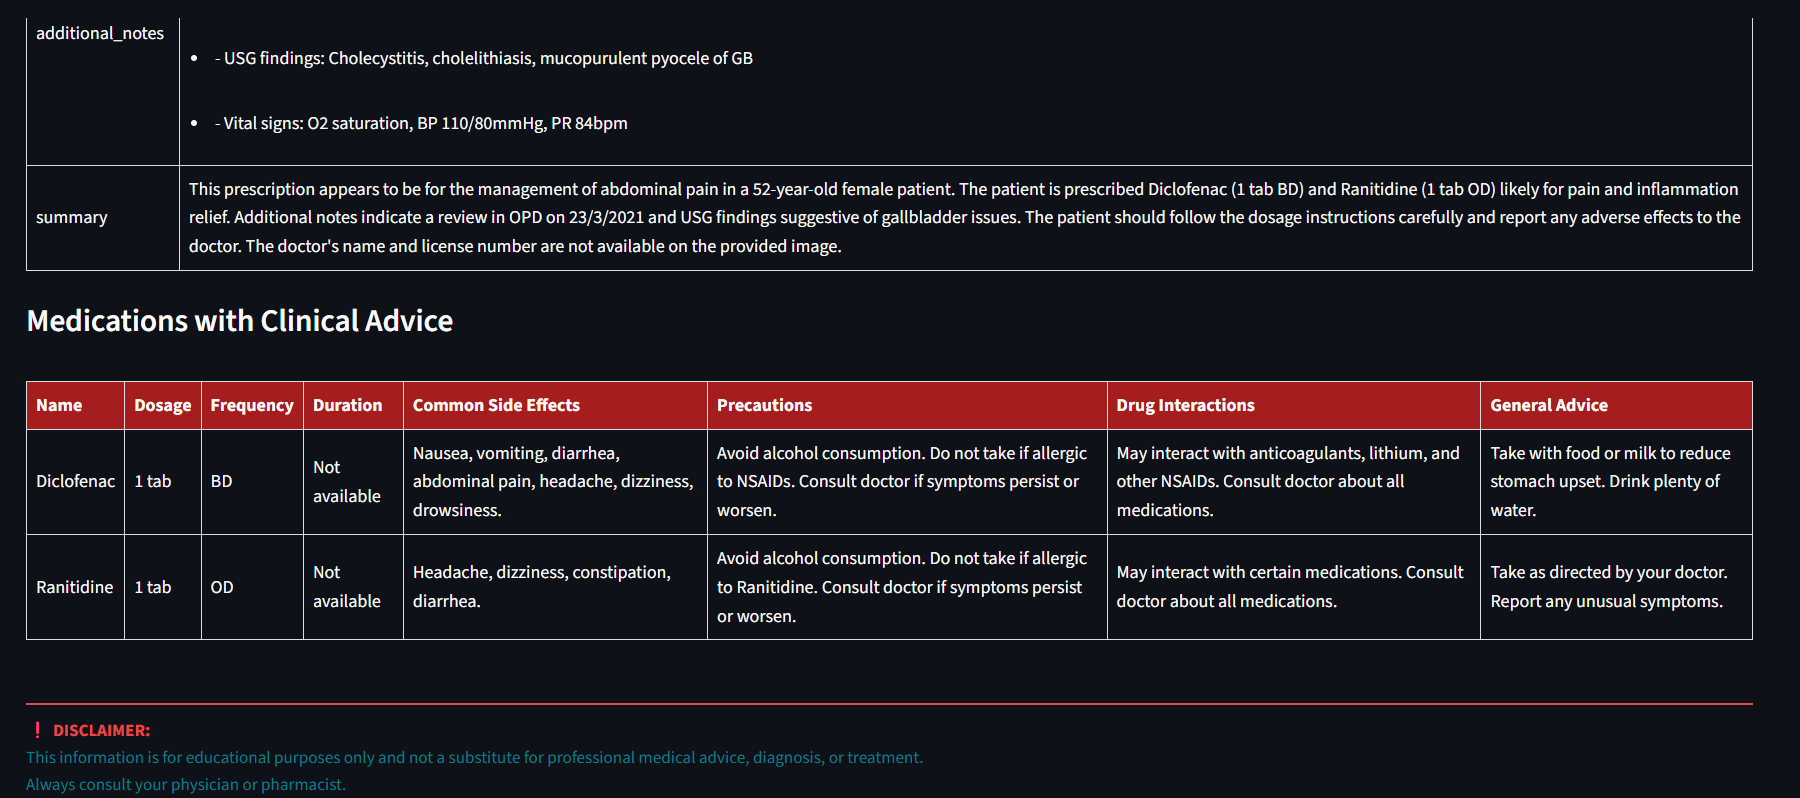 additional_notes
• - USG findings: Cholecystitis, cholelithiasis, mucopurulent pyocele of GB
• - Vital signs: O2 saturation, BP 110/80mmHg, PR 84bpm
summary
This prescription appears to be for the management of abdominal pain in a 52-year-old female patient. The patient is prescribed Diclofenac (1 tab BD) and Ranitidine (1 tab OD) likely for pain and inflammation
relief. Additional notes indicate a review in OPD on 23/3/2021 and USG findings suggestive of gallbladder issues. The patient should follow the dosage instructions carefully and report any adverse effects to the
doctor. The doctor's name and license number are not available on the provided image.
Medications with Clinical Advice
Name Dosage Frequency Duration Common Side Effects Precautions Drug Interactions General Advice
Diclofenac
1 tab
BD
Not
available
Nausea, vomiting, diarrhea,
abdominal pain, headache, dizziness,
drowsiness.
Avoid alcohol consumption. Do not take if allergic
to NSAIDs. Consult doctor if symptoms persist or
worsen.
May interact with anticoagulants, lithium, and
other NSAIDs. Consult doctor about all
medications.
Take with food or milk to reduce
stomach upset. Drink plenty of
water.
Ranitidine
1 tab
OD
Not
available
Headache, dizziness, constipation,
diarrhea.
Avoid alcohol consumption. Do not take if allergic
to Ranitidine. Consult doctor if symptoms persist
or worsen.
May interact with certain medications. Consult
doctor about all medications.
Take as directed by your doctor.
Report any unusual symptoms.
❗ DISCLAIMER:
This information is for educational purposes only and not a substitute for professional medical advice, diagnosis, or treatment.
Always consult your physician or pharmacist.